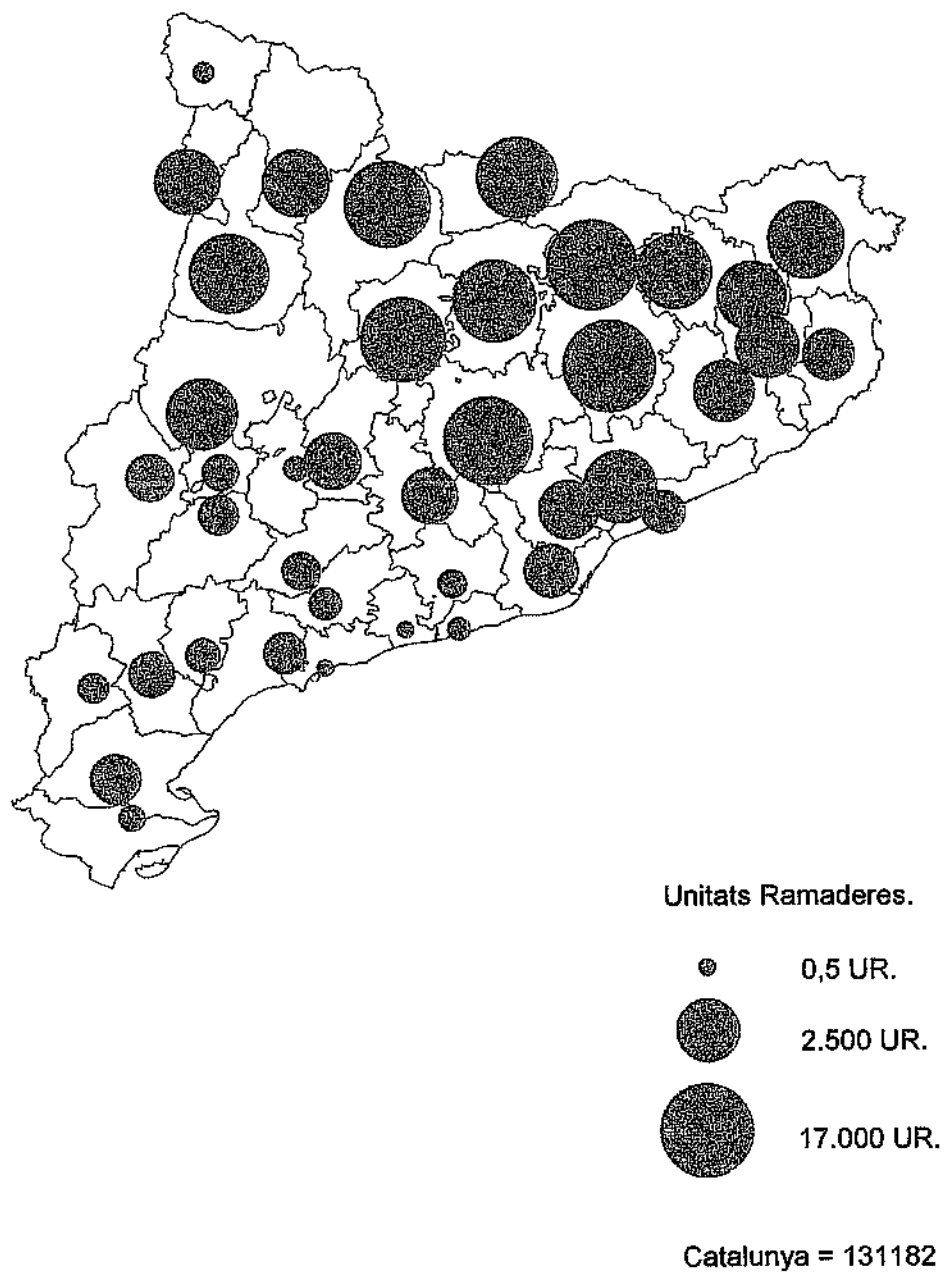 Unitats Ramaderes.
0,5 UR.
2.500 UR.
17.000 UR.
Catalunya = 131182